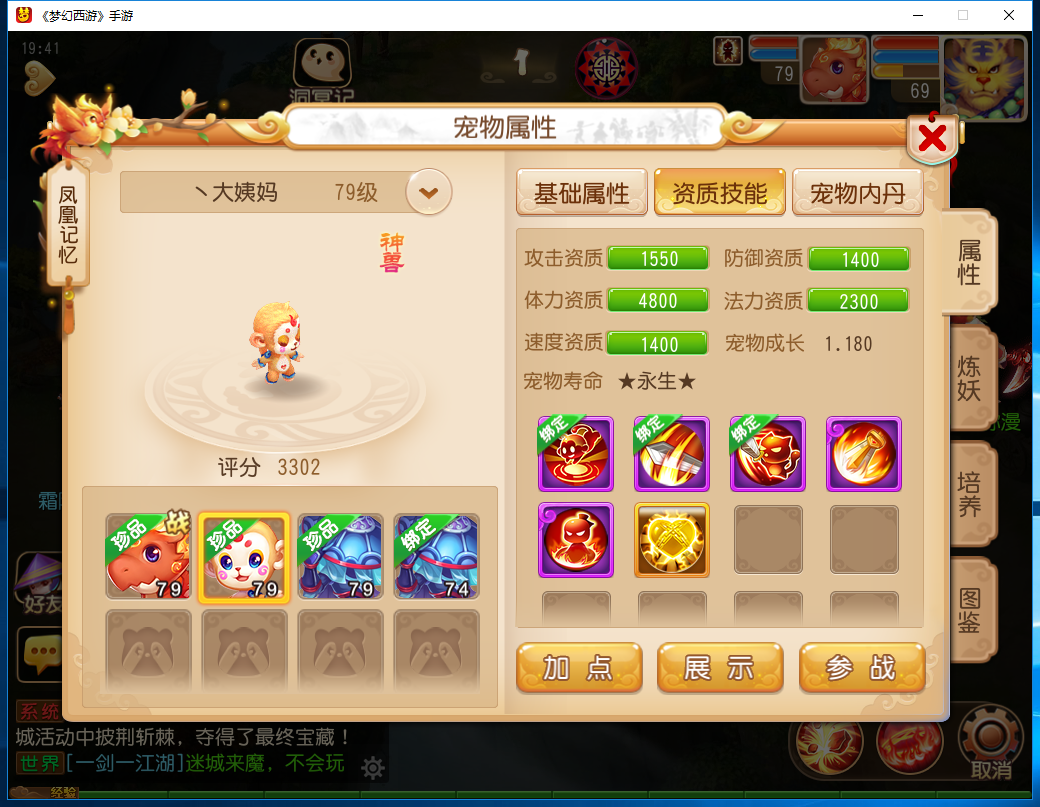 《梦幻西游》手游
19:41
洞冥记
1
79
69
宠物属性
凤凰记忆
丶大姨妈 79级
神兽
评分 3302
珍品 战 79
珍品 79
珍品 79
绑定 74
基础属性 资质技能 宠物内丹
攻击资质 1550 防御资质 1400
体力资质 4800 法力资质 2300
速度资质 1400 宠物成长 1.180
宠物寿命 ★永生★
绑定 绑定 绑定
加点 展示 参战
属性
炼妖
培养
图鉴
霜
漫
好友
系统
城活动中披荆斩棘，夺得了最终宝藏！
世界 [一剑一江湖]迷城来魔，不会玩
取消
经验